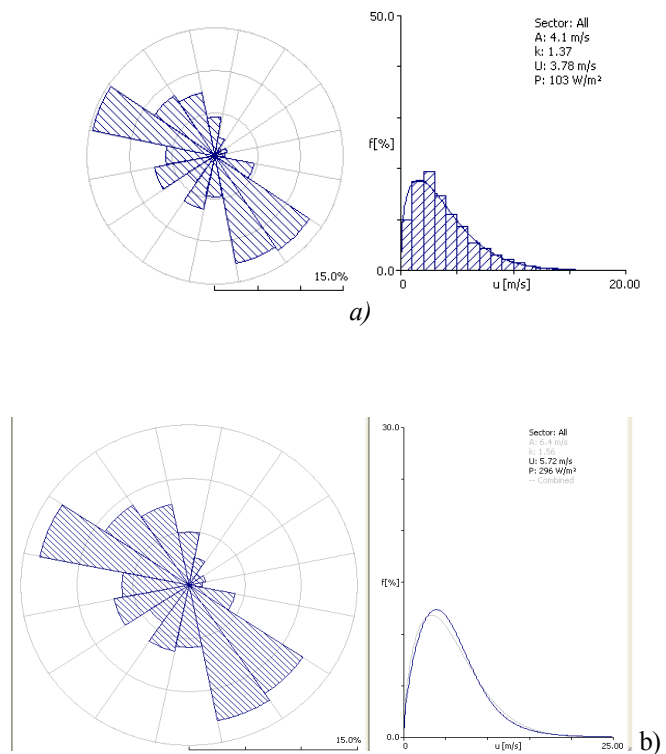 50.0
Sector: All
A: 4.1 m/s
k: 1.37
U: 3.78 m/s
P: 103 W/m²
f[%]
15.0%
0.0
0
u [m/s]
20.00
a)
30.0
Sector: All
A: 6.4 m/s
k: 1.56
U: 5.72 m/s
P: 296 W/m²
-- Combined
f[%]
15.0%
0.0
0
u [m/s]
25.00
b)